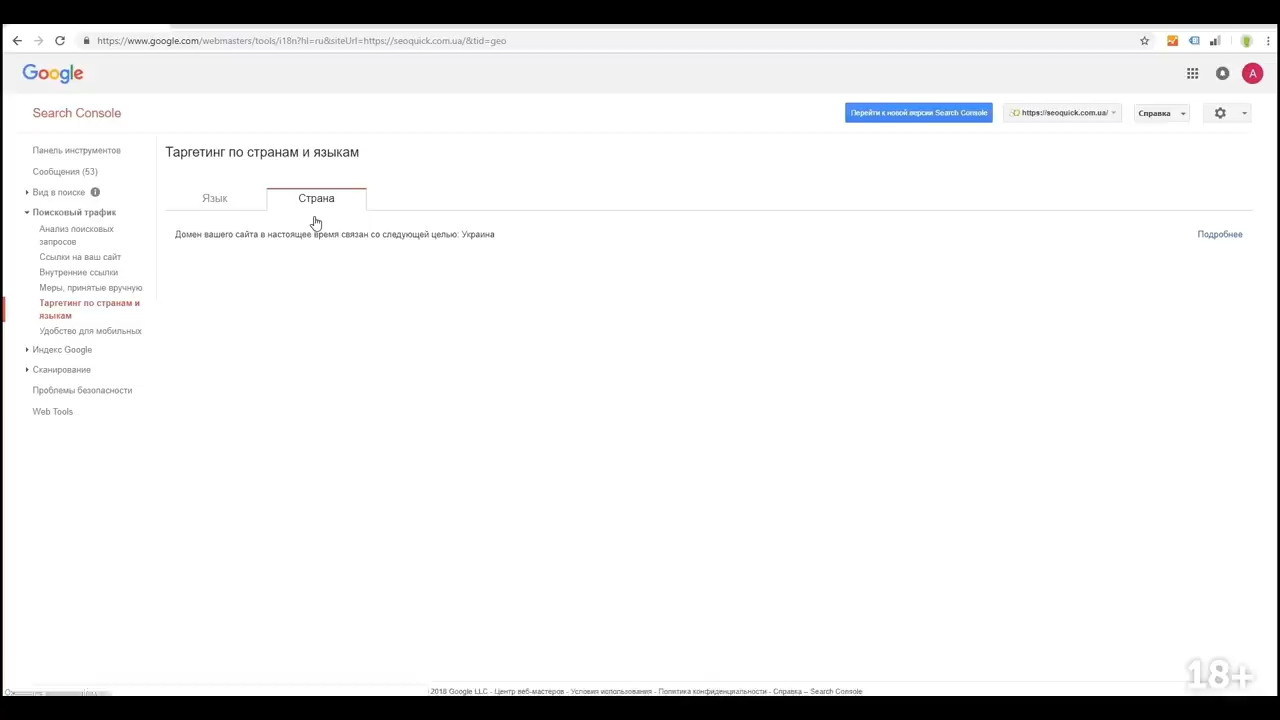 https://www.google.com/webmasters/tools/i18n?hl=ru&siteUrl=https://seoquick.com.ua/&tid=geo
Google
A
Search Console
Перейти к новой версии Search Console
https://seoquick.com.ua/
Справка
Панель инструментов
Сообщения (53)
Вид в поиске
Поисковый трафик
Анализ поисковых
запросов
Ссылки на ваш сайт
Внутренние ссылки
Меры, принятые вручную
Таргетинг по странам и
языкам
Удобство для мобильных
Индекс Google
Сканирование
Проблемы безопасности
Web Tools
Таргетинг по странам и языкам
Язык
Страна
Домен вашего сайта в настоящее время связан со следующей целью: Украина
Подробнее
2018 Google LLC - Центр веб-мастеров - Условия использования - Политика конфиденциальности - Справка – Search Console
18+